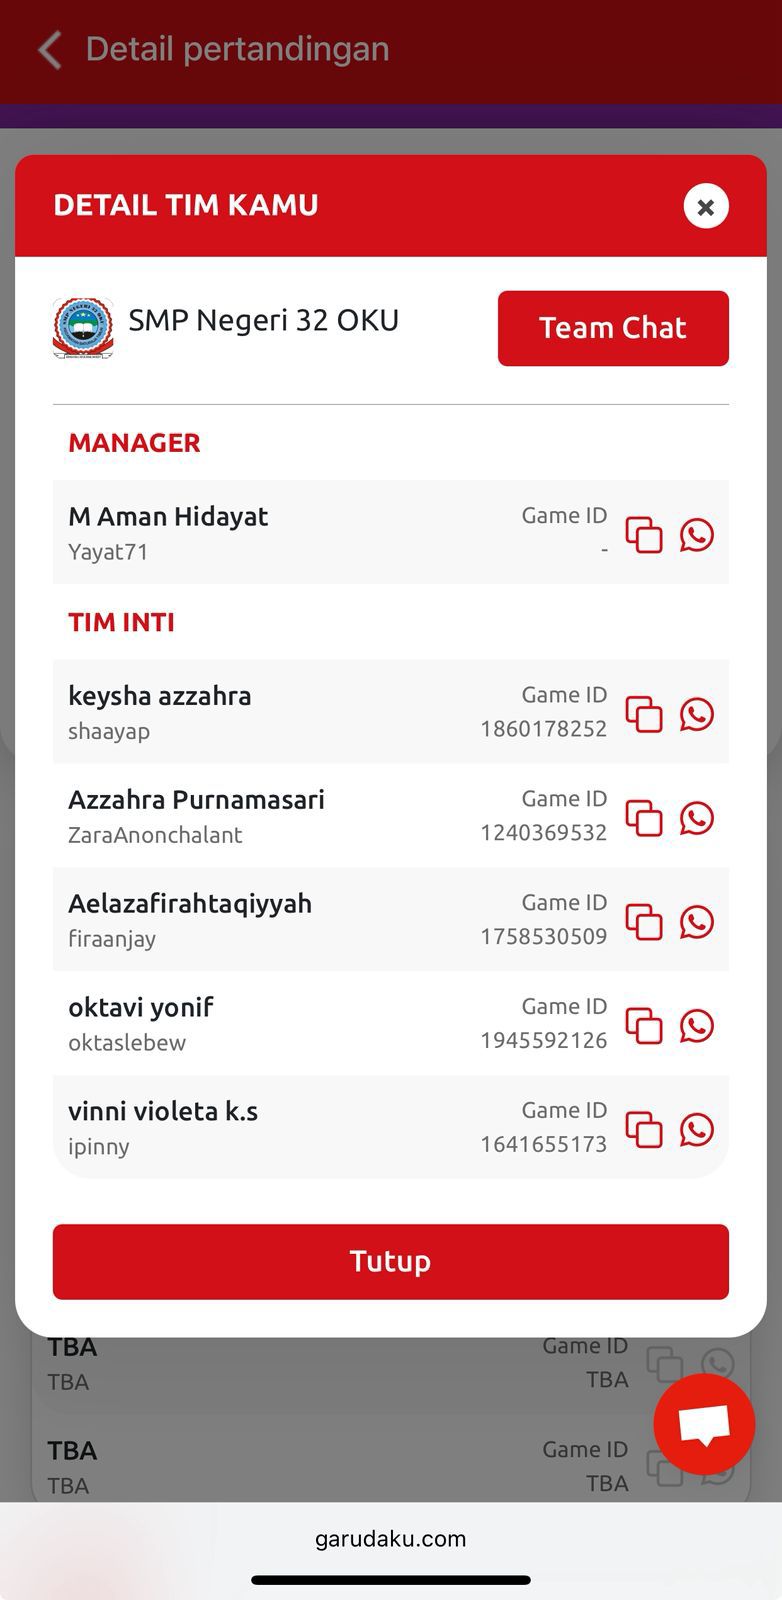 Detail pertandingan
DETAIL TIM KAMU
SMP Negeri 32 OKU
Team Chat
MANAGER
M Aman Hidayat
Yayat71
Game ID
-
TIM INTI
keysha azzahra
shaayap
Game ID
1860178252
Azzahra Purnamasari
ZaraAnonchalant
Game ID
1240369532
Aelazafirahtaqiyyah
firaanjay
Game ID
1758530509
oktavi yonif
oktaslebew
Game ID
1945592126
vinni violeta k.s
ipinny
Game ID
1641655173
Tutup
TBA
TBA
Game ID
TBA
TBA
TBA
Game ID
TBA
garudaku.com